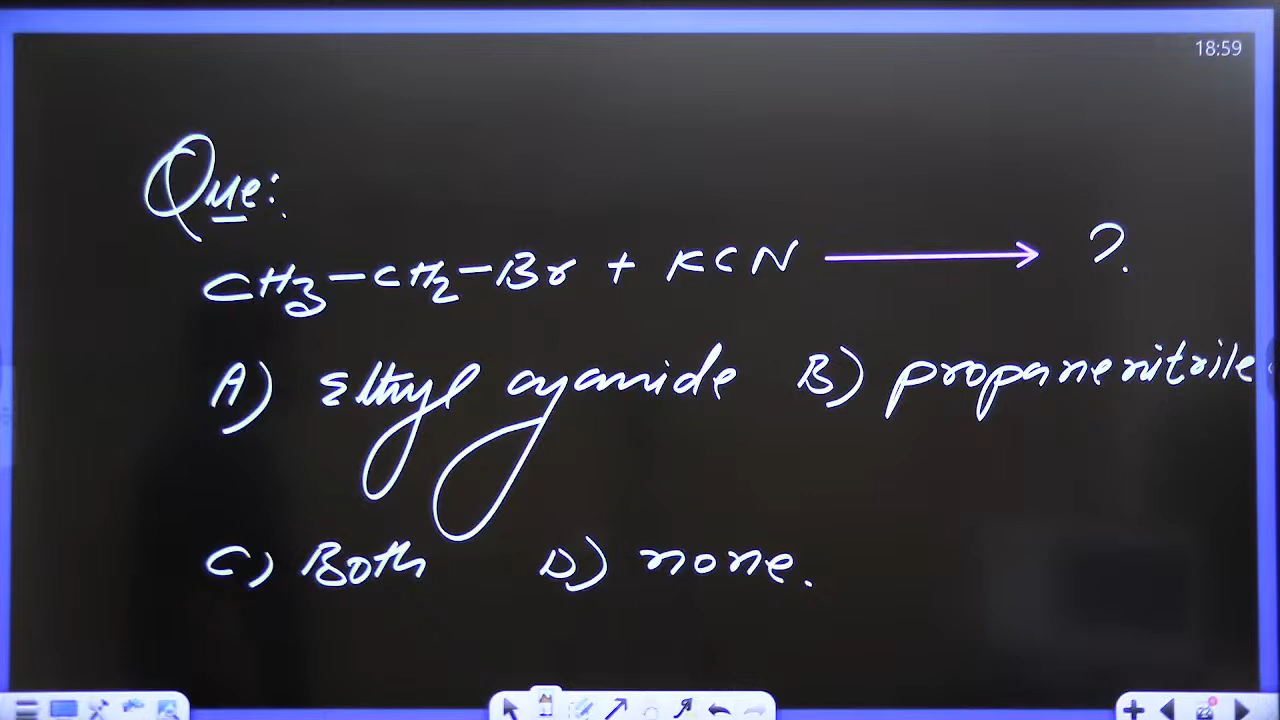 18:59
Que:
CH3-CH2-Br + KCN ⟶ ?
A) Ethyl cyanide B) propanenitrile
C) Both D) none.